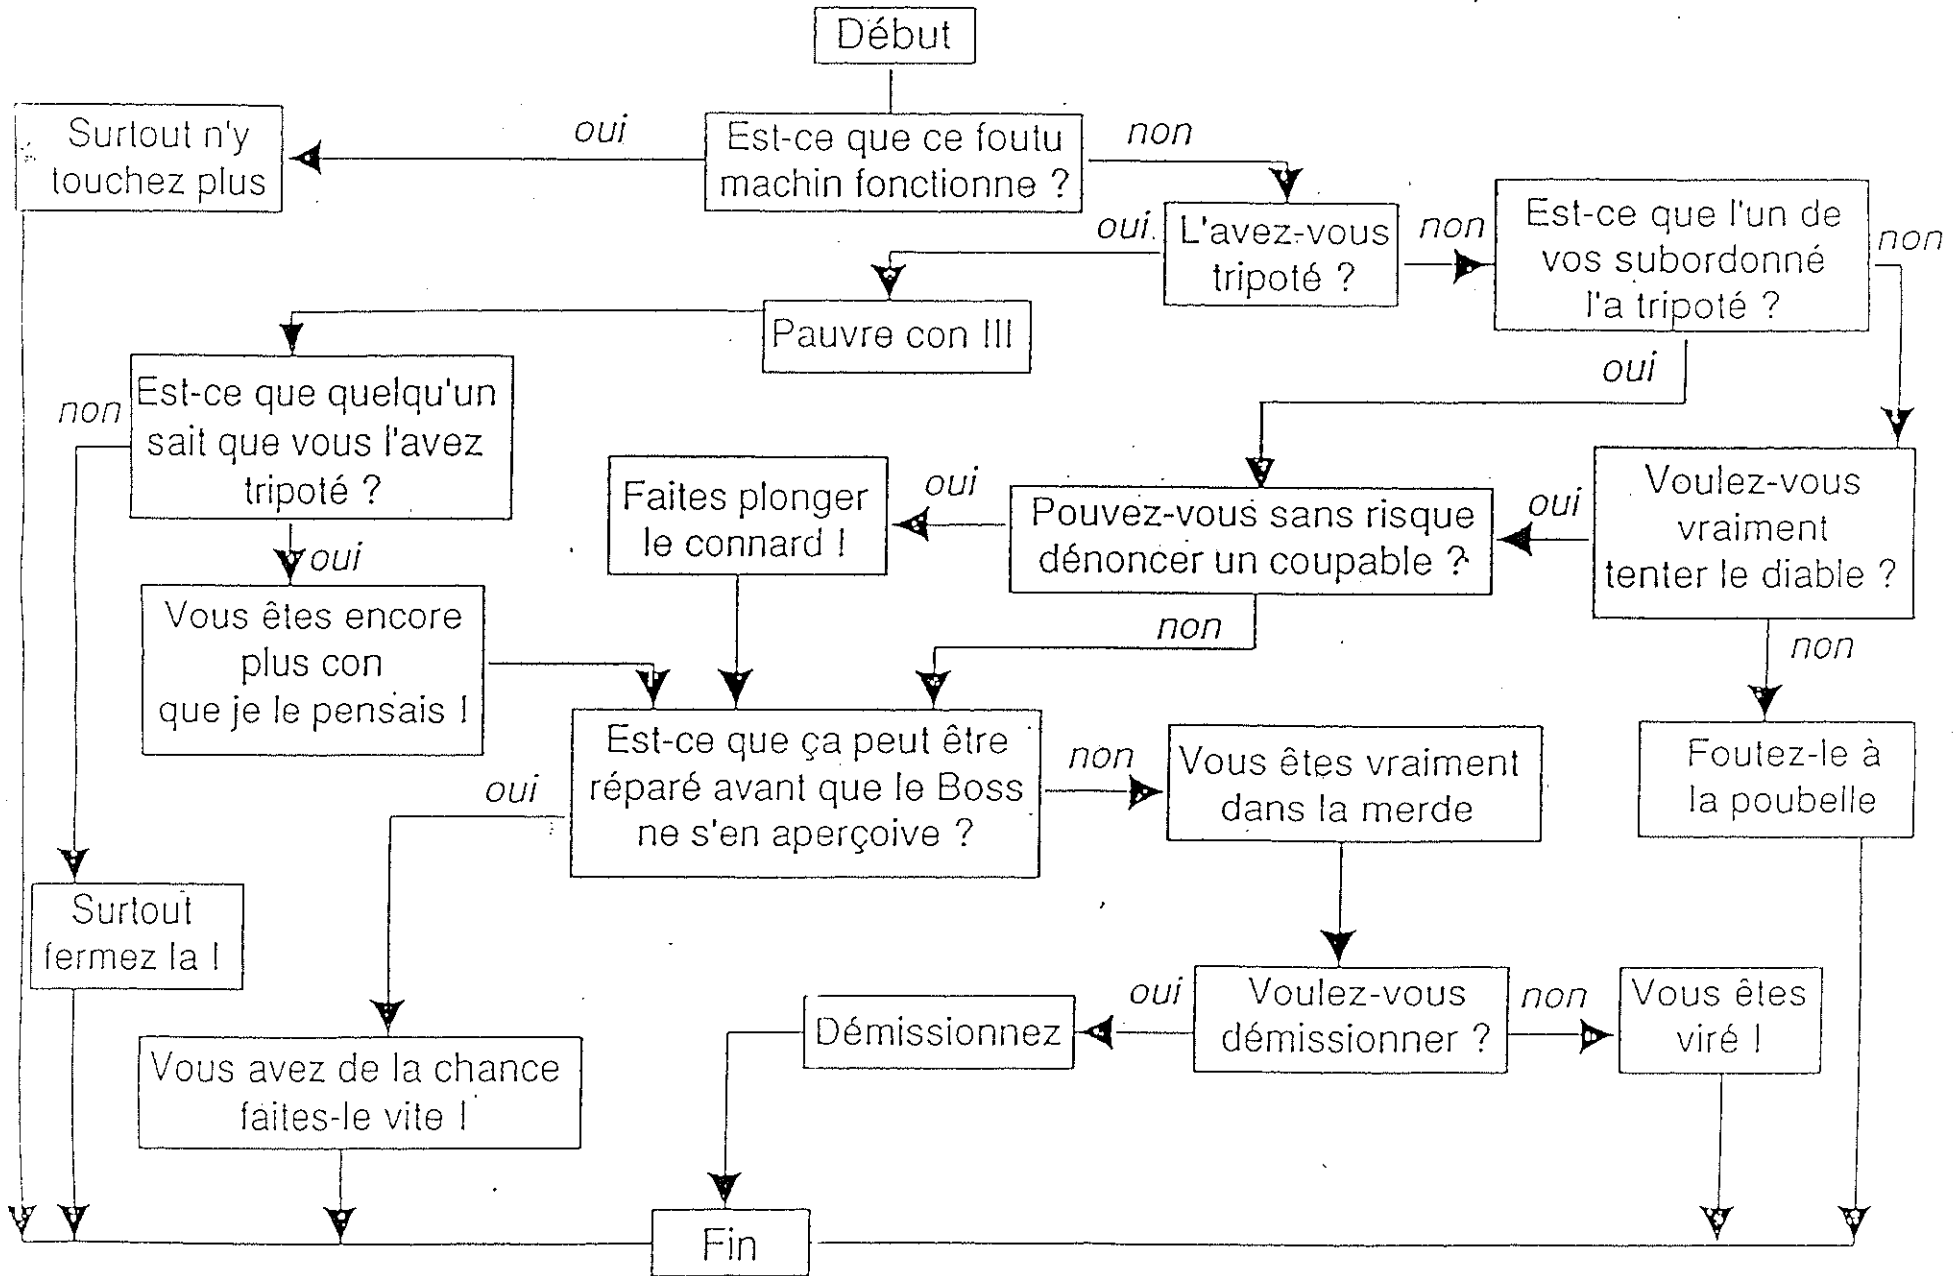 Début
Surtout n'y
touchez plus
oui
Est-ce que ce foutu
machin fonctionne ?
non
oui
L'avez-vous
tripoté ?
non
Est-ce que l'un de
vos subordonné
l'a tripoté ?
non
Pauvre con !!!
oui
non
Est-ce que quelqu'un
sait que vous l'avez
tripoté ?
oui
Faites plonger
le connard !
oui
Pouvez-vous sans risque
dénoncer un coupable ?
oui
Voulez-vous
vraiment
tenter le diable ?
Vous êtes encore
plus con
que je le pensais !
non
non
oui
Est-ce que ça peut être
réparé avant que le Boss
ne s'en aperçoive ?
non
Vous êtes vraiment
dans la merde
Foutez-le à
la poubelle
Surtout
fermez la !
Démissionnez
oui
Voulez-vous
démissionner ?
non
Vous êtes
viré !
Vous avez de la chance
faites-le vite !
Fin